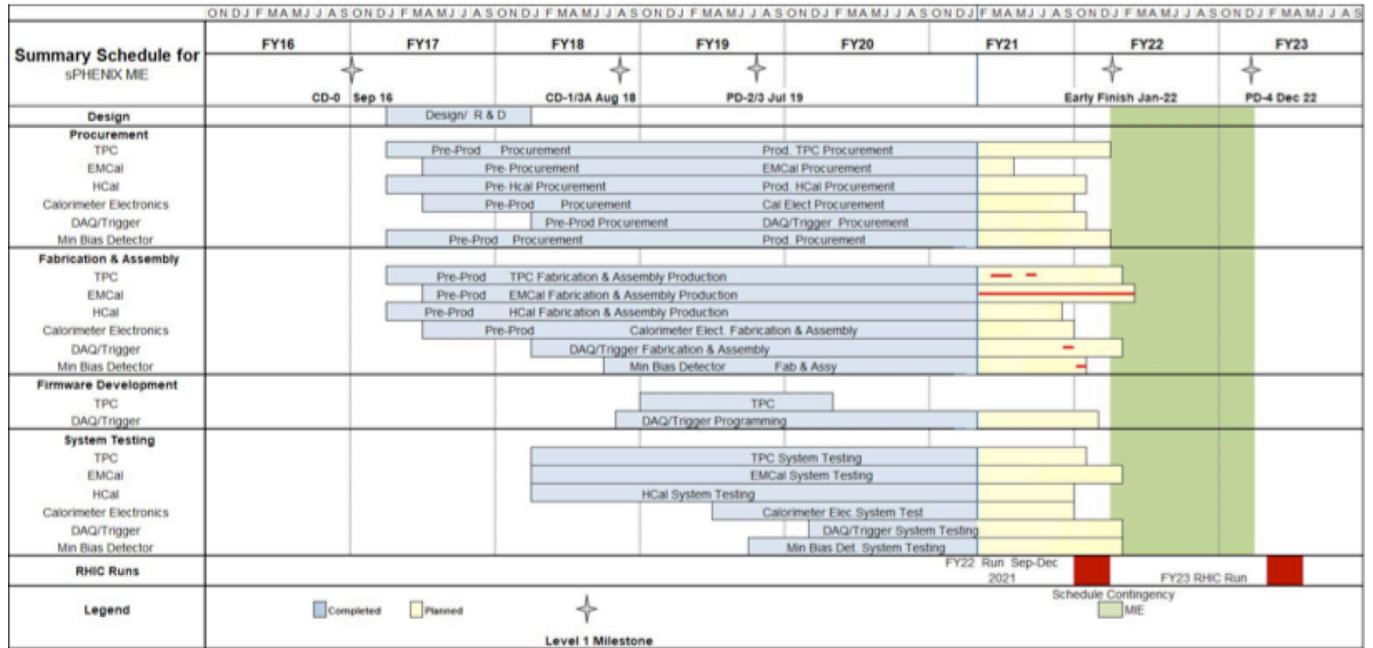 O N D J F M A M J J A S O N D J F M A M J J A S O N D J F M A M J J A S O N D J F M A M J J A S O N D J F M A M J J A S O N D J F M A M J J A S O N D J F M A M J J A S O N D J F M A M J J A S
Summary Schedule for
sPHENIX MIE
FY16 FY17 FY18 FY19 FY20 FY21 FY22 FY23
CD-0 Sep 16 CD-1/3A Aug 18 PD-2/3 Jul 19 Early Finish Jan-22 PD-4 Dec 22
Design Design/ R & D
Procurement
TPC Pre-Prod Procurement Prod. TPC Procurement
EMCal Pre-Procurement EMCal Procurement
HCal Pre-Hcal Procurement Prod. HCal Procurement
Calorimeter Electronics Pre-Prod Procurement Cal Elect Procurement
DAQ/Trigger Pre-Prod Procurement DAQ/Trigger Procurement
Min Bias Detector Pre-Prod Procurement Prod. Procurement
Fabrication & Assembly
TPC Pre-Prod TPC Fabrication & Assembly Production
EMCal Pre-Prod EMCal Fabrication & Assembly Production
HCal Pre-Prod HCal Fabrication & Assembly Production
Calorimeter Electronics Pre-Prod Calorimeter Elect. Fabrication & Assembly
DAQ/Trigger DAQ/Trigger Fabrication & Assembly
Min Bias Detector Min Bias Detector Fab & Assy
Firmware Development
TPC TPC
DAQ/Trigger DAQ/Trigger Programming
System Testing
TPC TPC System Testing
EMCal EMCal System Testing
HCal HCal System Testing
Calorimeter Electronics Calorimeter Elec.System Test
DAQ/Trigger DAQ/Trigger System Testing
Min Bias Detector Min Bias Det. System Testing
RHIC Runs FY22 Run Sep-Dec
2021 FY23 RHIC Run
Schedule Contingency
Legend Completed Planned MIE
Level 1 Milestone